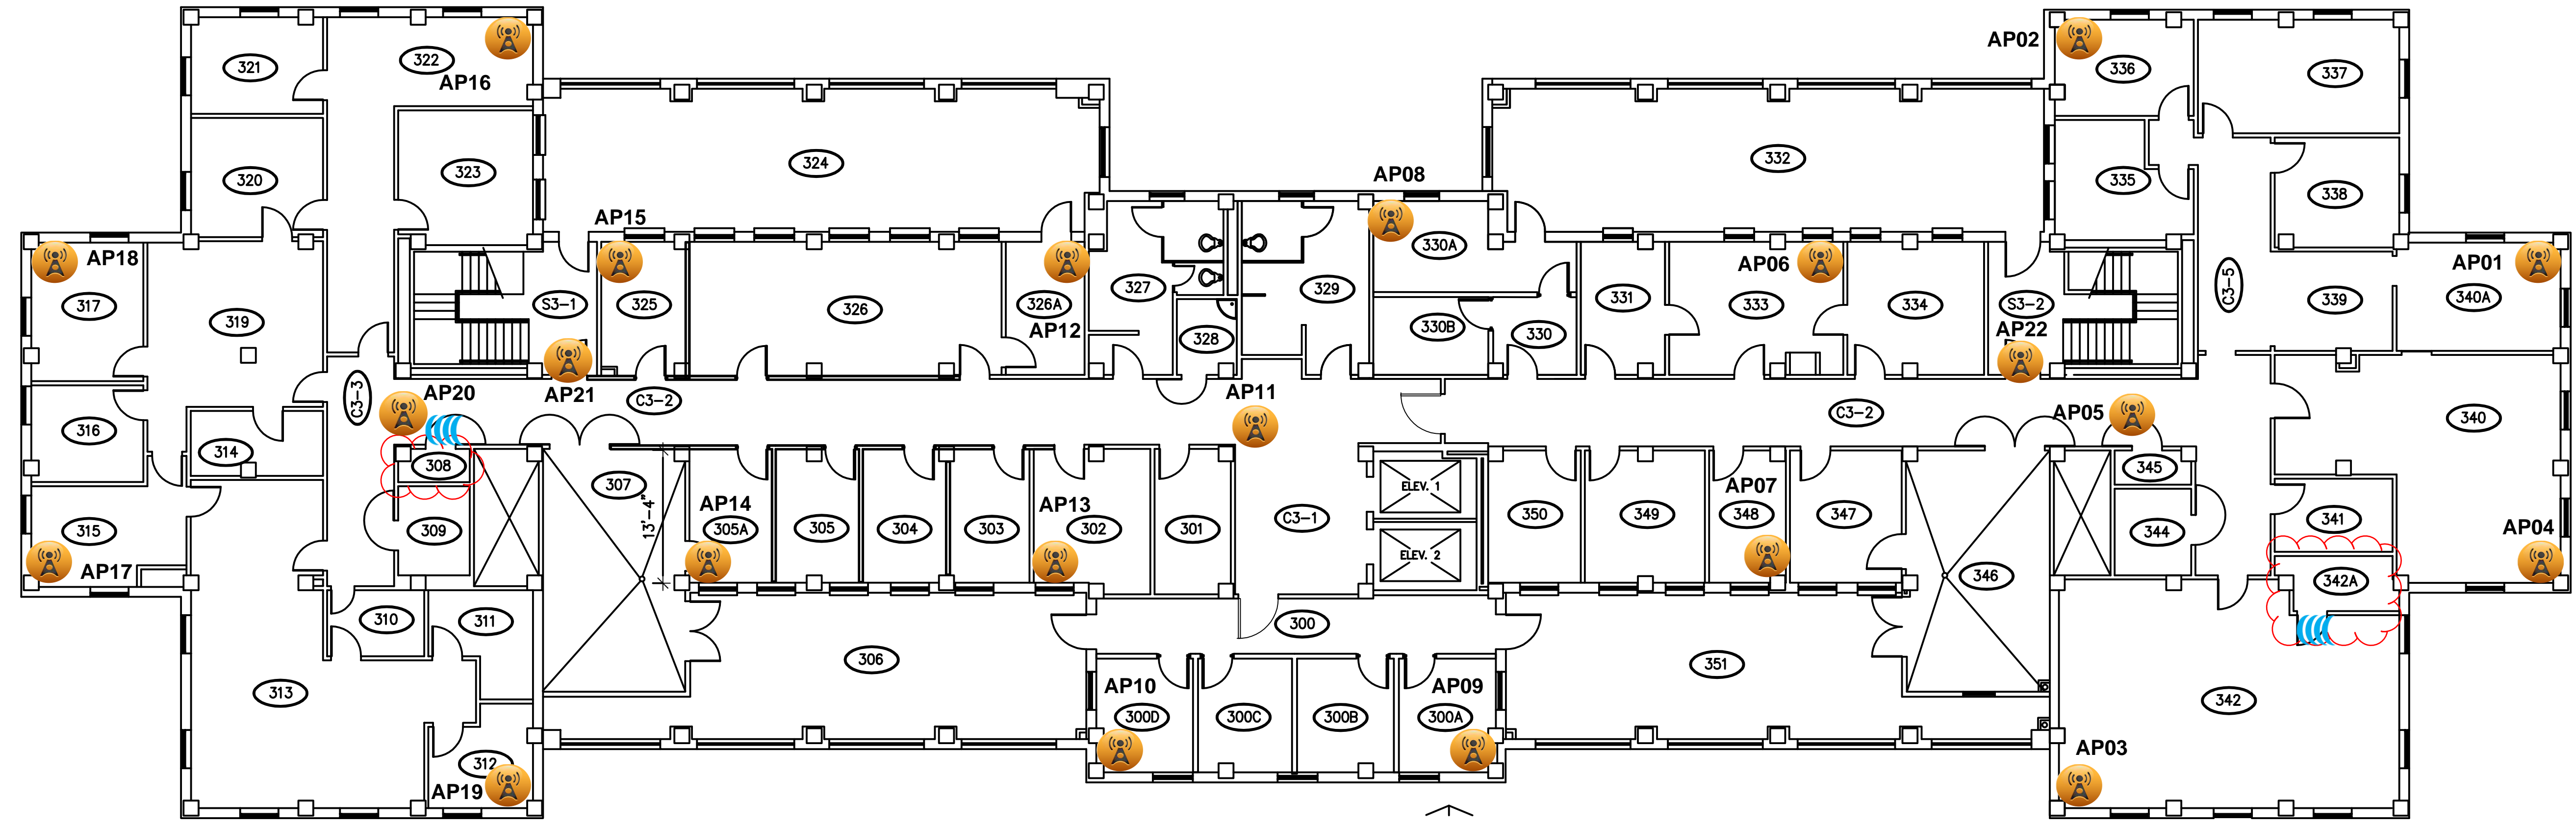 AP02
322
321
AP16
336
337
323
320
324
332
AP08
335
338
AP15
AP18
330A
AP06
AP01
317
319
S3-1
325
326
326A
AP12
327
328
329
330B
330
331
333
334
S3-2
AP22
C3-5
339
340A
316
314
C3-3
AP20
AP21
C3-2
AP11
C3-2
AP05
340
308
307
13'-4"
ELEV. 1
345
315
AP17
309
AP14
305A
305
304
303
AP13
302
301
C3-1
ELEV. 2
350
349
AP07
348
347
346
344
341
AP04
342A
310
311
300
313
306
351
342
AP10
300D
300C
300B
AP09
300A
312
AP19
AP03